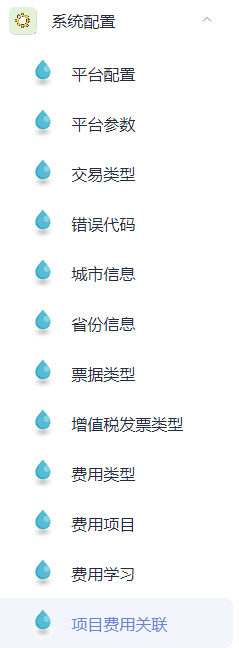 系统配置
平台配置
平台参数
交易类型
错误代码
城市信息
省份信息
票据类型
增值税发票类型
费用类型
费用项目
费用学习
项目费用关联